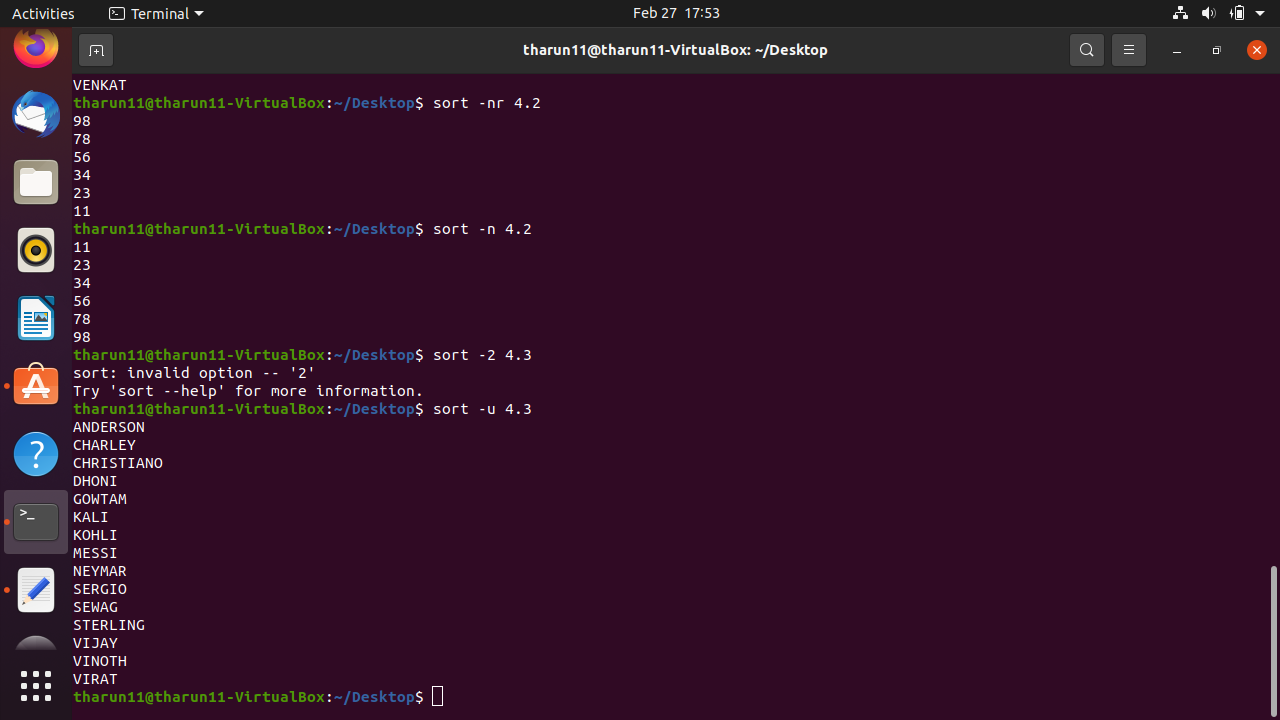 Activities
Terminal
Feb 27 17:53
tharun11@tharun11-VirtualBox: ~/Desktop
VENKAT
tharun11@tharun11-VirtualBox:~/Desktop$ sort -nr 4.2
98
78
56
34
23
11
tharun11@tharun11-VirtualBox:~/Desktop$ sort -n 4.2
11
23
34
56
78
98
tharun11@tharun11-VirtualBox:~/Desktop$ sort -2 4.3
sort: invalid option -- '2'
Try 'sort --help' for more information.
tharun11@tharun11-VirtualBox:~/Desktop$ sort -u 4.3
ANDERSON
CHARLEY
CHRISTIANO
DHONI
GOWTAM
KALI
KOHLI
MESSI
NEYMAR
SERGIO
SEWAG
STERLING
VIJAY
VINOTH
VIRAT
tharun11@tharun11-VirtualBox:~/Desktop$